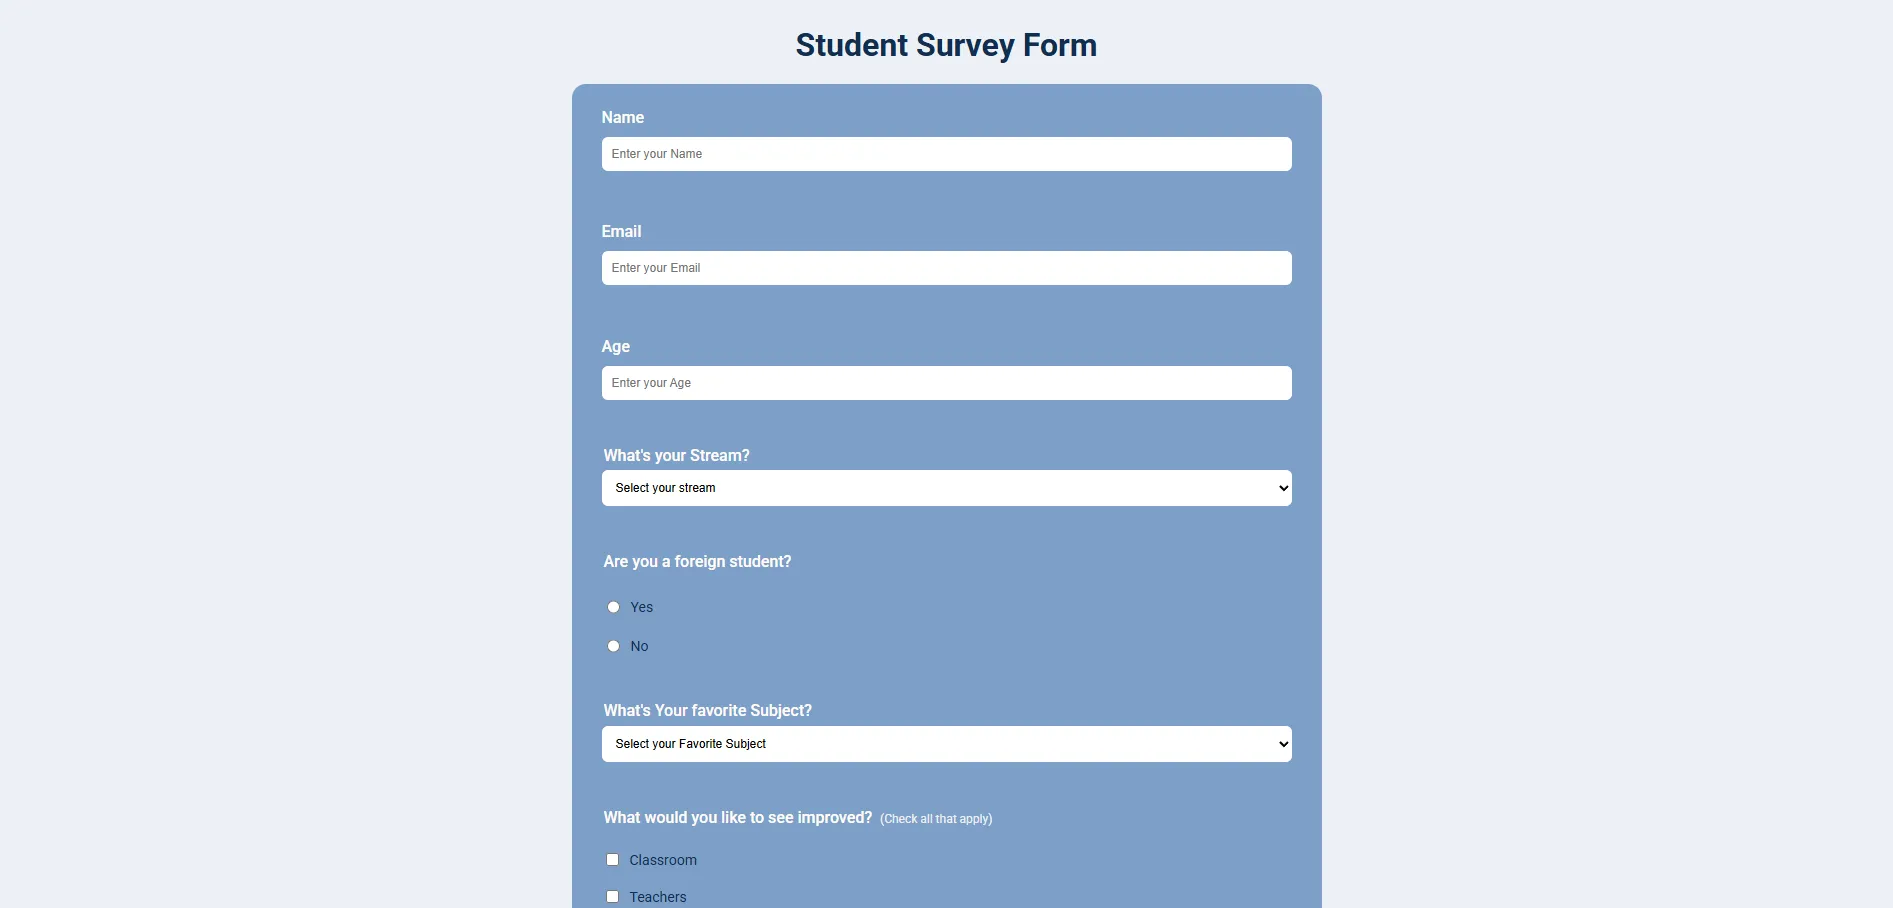 Student Survey Form
Name
Enter your Name
Email
Enter your Email
Age
Enter your Age
What's your Stream?
Select your stream
Are you a foreign student?
Yes
No
What's Your favorite Subject?
Select your Favorite Subject
What would you like to see improved? (Check all that apply)
Classroom
Teachers